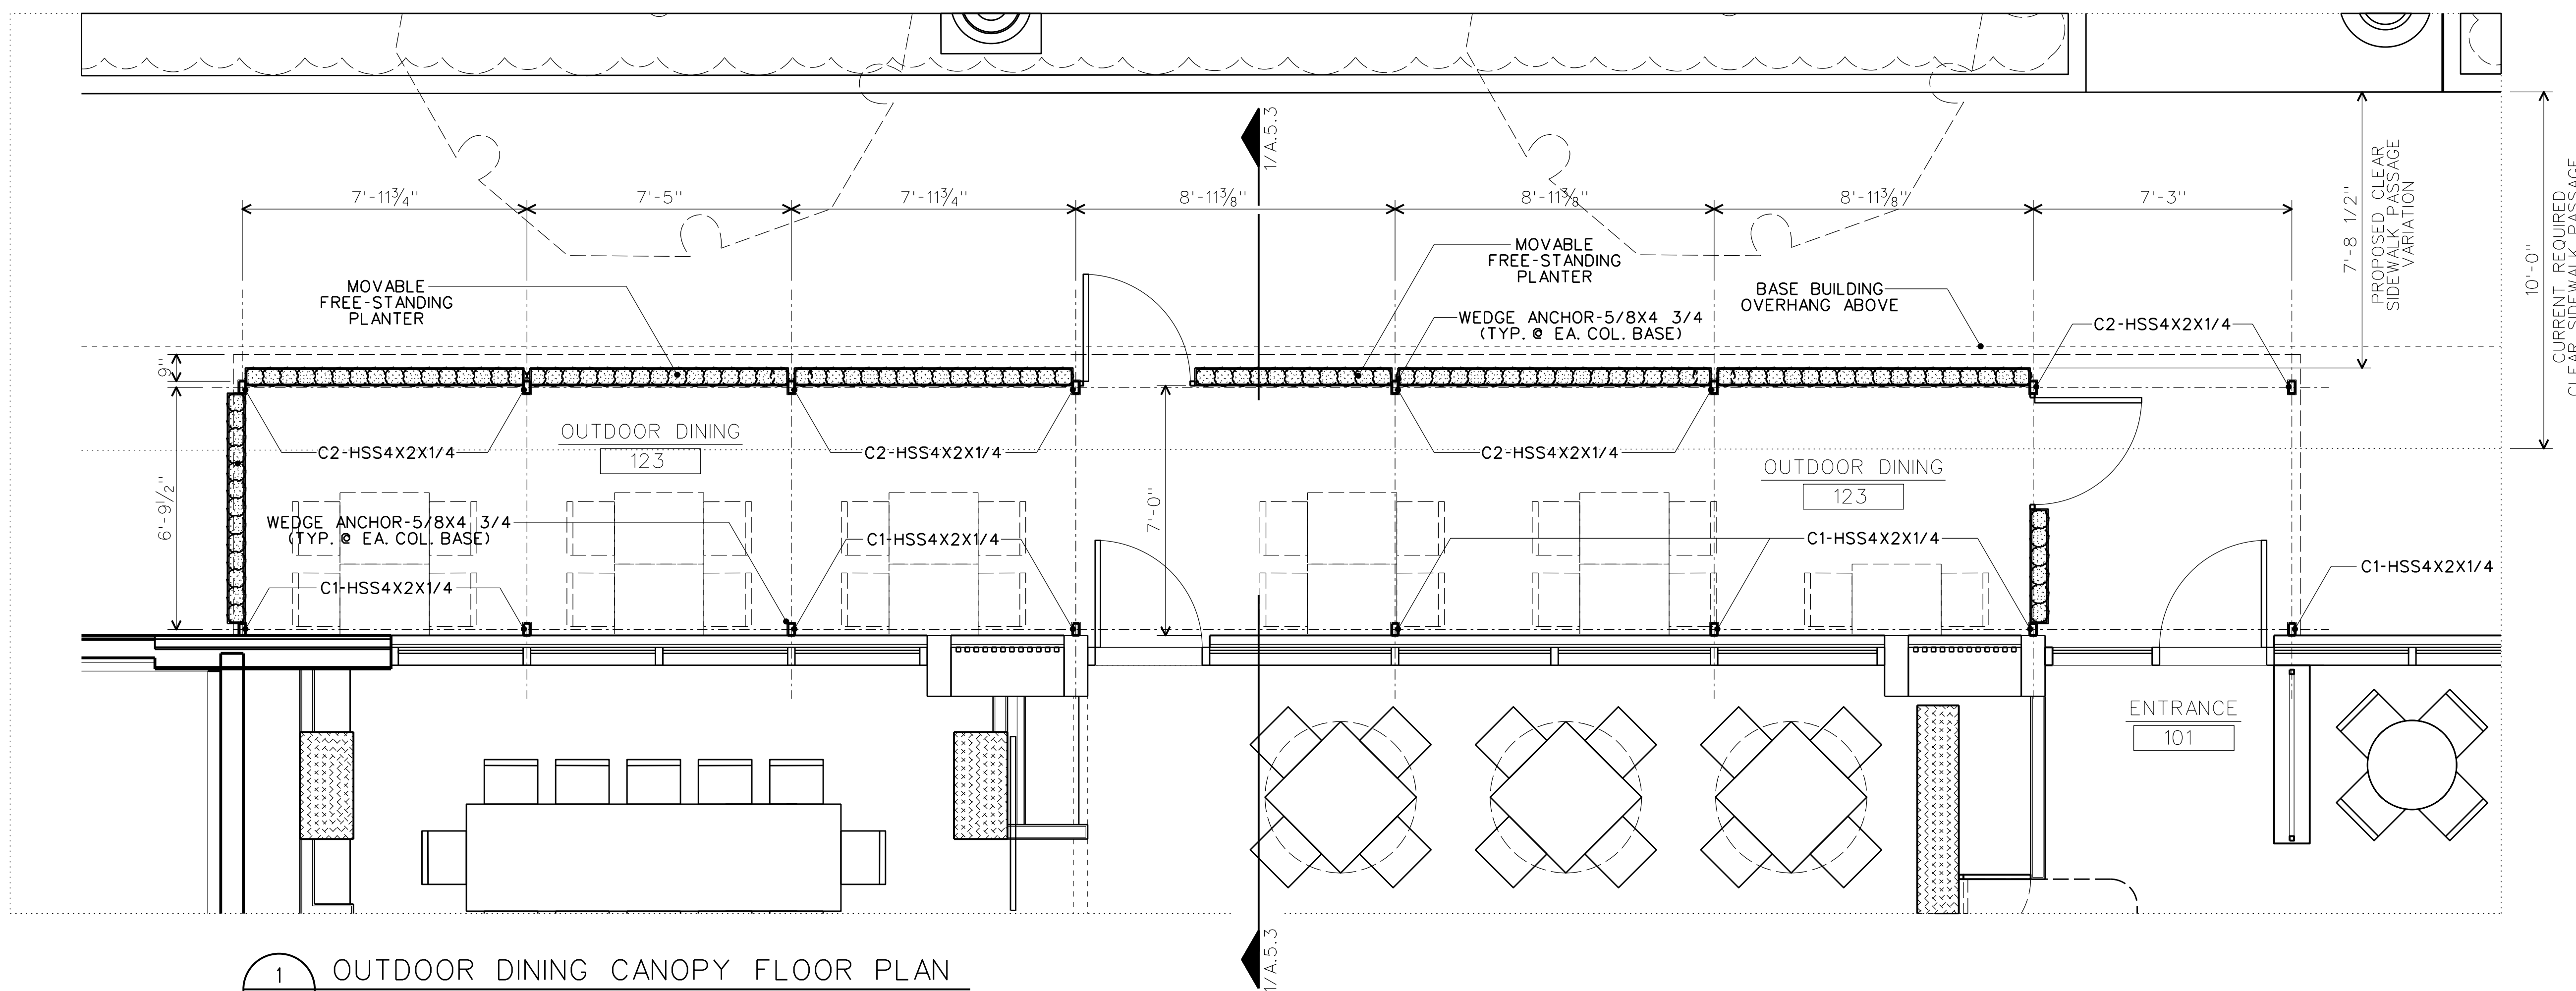 1/A.5.3
7'-11¾"
7'-5"
7'-11¾"
8'-11⅜"
8'-11⅜"
8'-11⅜"
7'-3"
7'-8 1/2"
PROPOSED CLEAR
SIDEWALK PASSAGE
VARIATION
10'-0"
CURRENT REQUIRED
CLEAR SIDEWALK PASSAGE
MOVABLE
FREE-STANDING
PLANTER
MOVABLE
FREE-STANDING
PLANTER
BASE BUILDING
OVERHANG ABOVE
WEDGE ANCHOR-5/8X4 3/4
(TYP. @ EA. COL. BASE)
C2-HSS4X2X1/4
9"
6'-9½"
C2-HSS4X2X1/4
OUTDOOR DINING
123
C2-HSS4X2X1/4
C2-HSS4X2X1/4
OUTDOOR DINING
123
7'-0"
WEDGE ANCHOR-5/8X4 3/4
(TYP. @ EA. COL. BASE)
C1-HSS4X2X1/4
C1-HSS4X2X1/4
C1-HSS4X2X1/4
C1-HSS4X2X1/4
ENTRANCE
101
1/A.5.3
1
OUTDOOR DINING CANOPY FLOOR PLAN